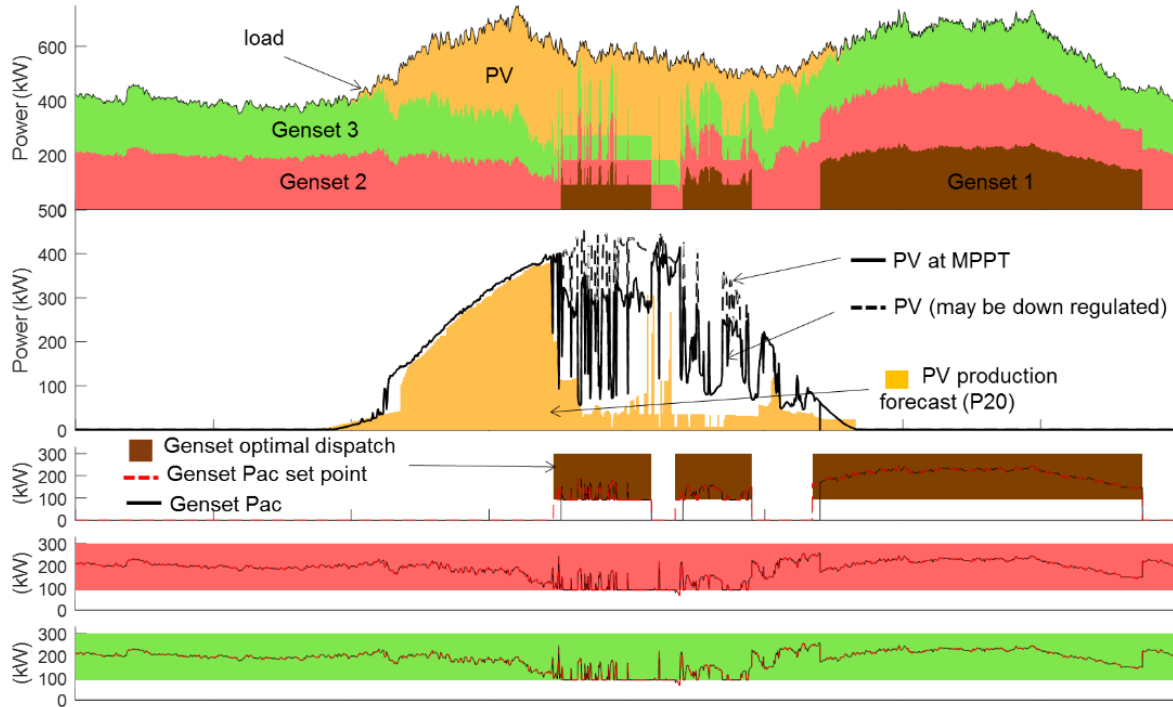 600
400
200
0
Power (kW)
load
PV
Genset 3
Genset 2
Genset 1
500
400
300
200
100
0
Power (kW)
PV at MPPT
PV (may be down regulated)
PV production
forecast (P20)
Genset optimal dispatch
Genset Pac set point
Genset Pac
300
200
100
0
(kW)
300
200
100
0
(kW)
300
200
100
0
(kW)